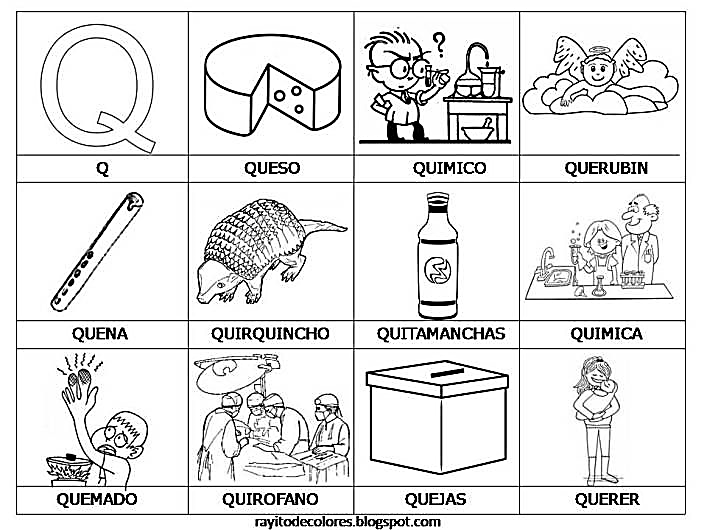 Q
QUESO
QUIMICO
QUERUBIN
?
QUENA
QUIRQUINCHO
QUITAMANCHAS
QUIMICA
QUEMADO
QUIROFANO
QUEJAS
QUERER
rayitodecolores.blogspot.com